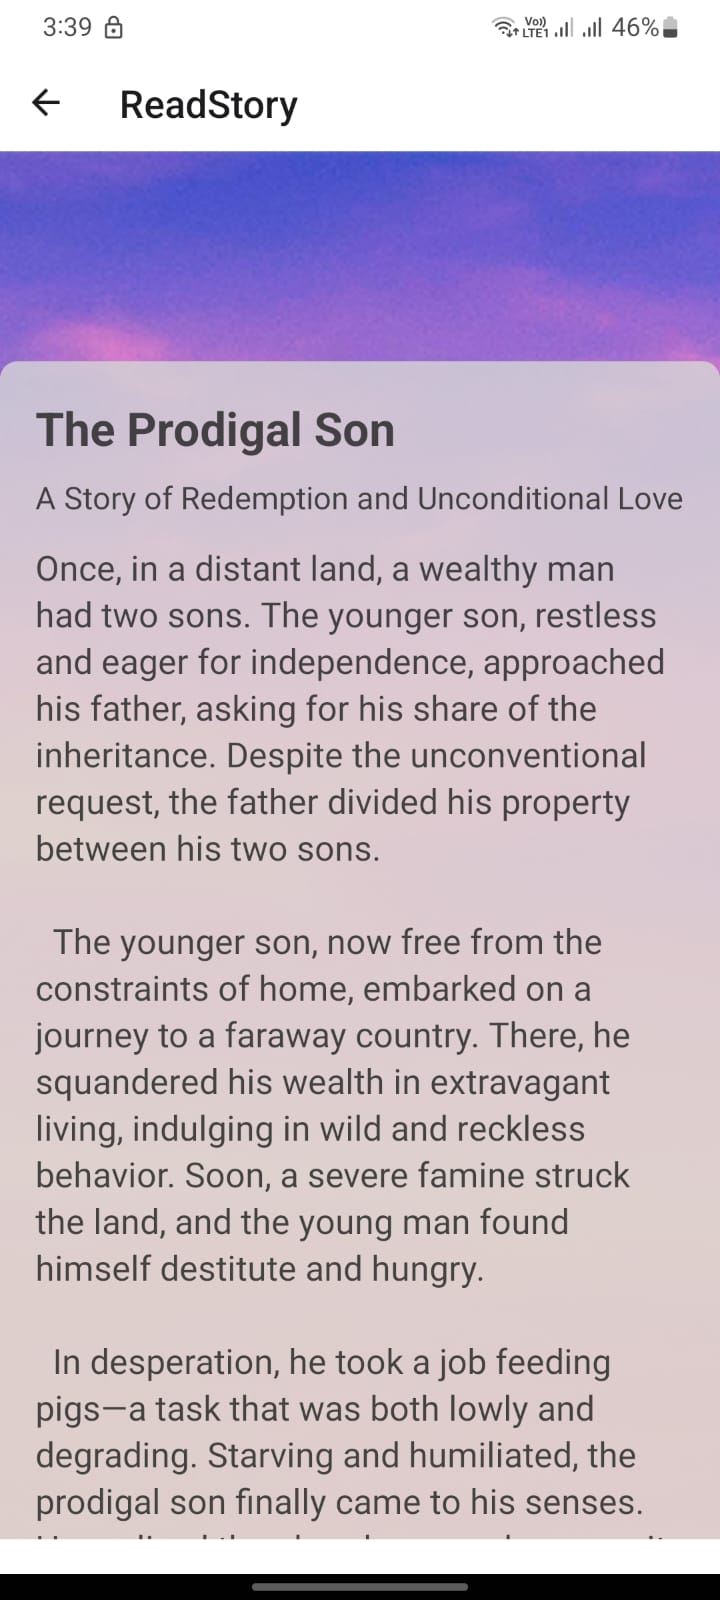 3:39
Vo)) LTE1 46%
ReadStory
The Prodigal Son
A Story of Redemption and Unconditional Love
Once, in a distant land, a wealthy man
had two sons. The younger son, restless
and eager for independence, approached
his father, asking for his share of the
inheritance. Despite the unconventional
request, the father divided his property
between his two sons.
The younger son, now free from the
constraints of home, embarked on a
journey to a faraway country. There, he
squandered his wealth in extravagant
living, indulging in wild and reckless
behavior. Soon, a severe famine struck
the land, and the young man found
himself destitute and hungry.
In desperation, he took a job feeding
pigs—a task that was both lowly and
degrading. Starving and humiliated, the
prodigal son finally came to his senses.